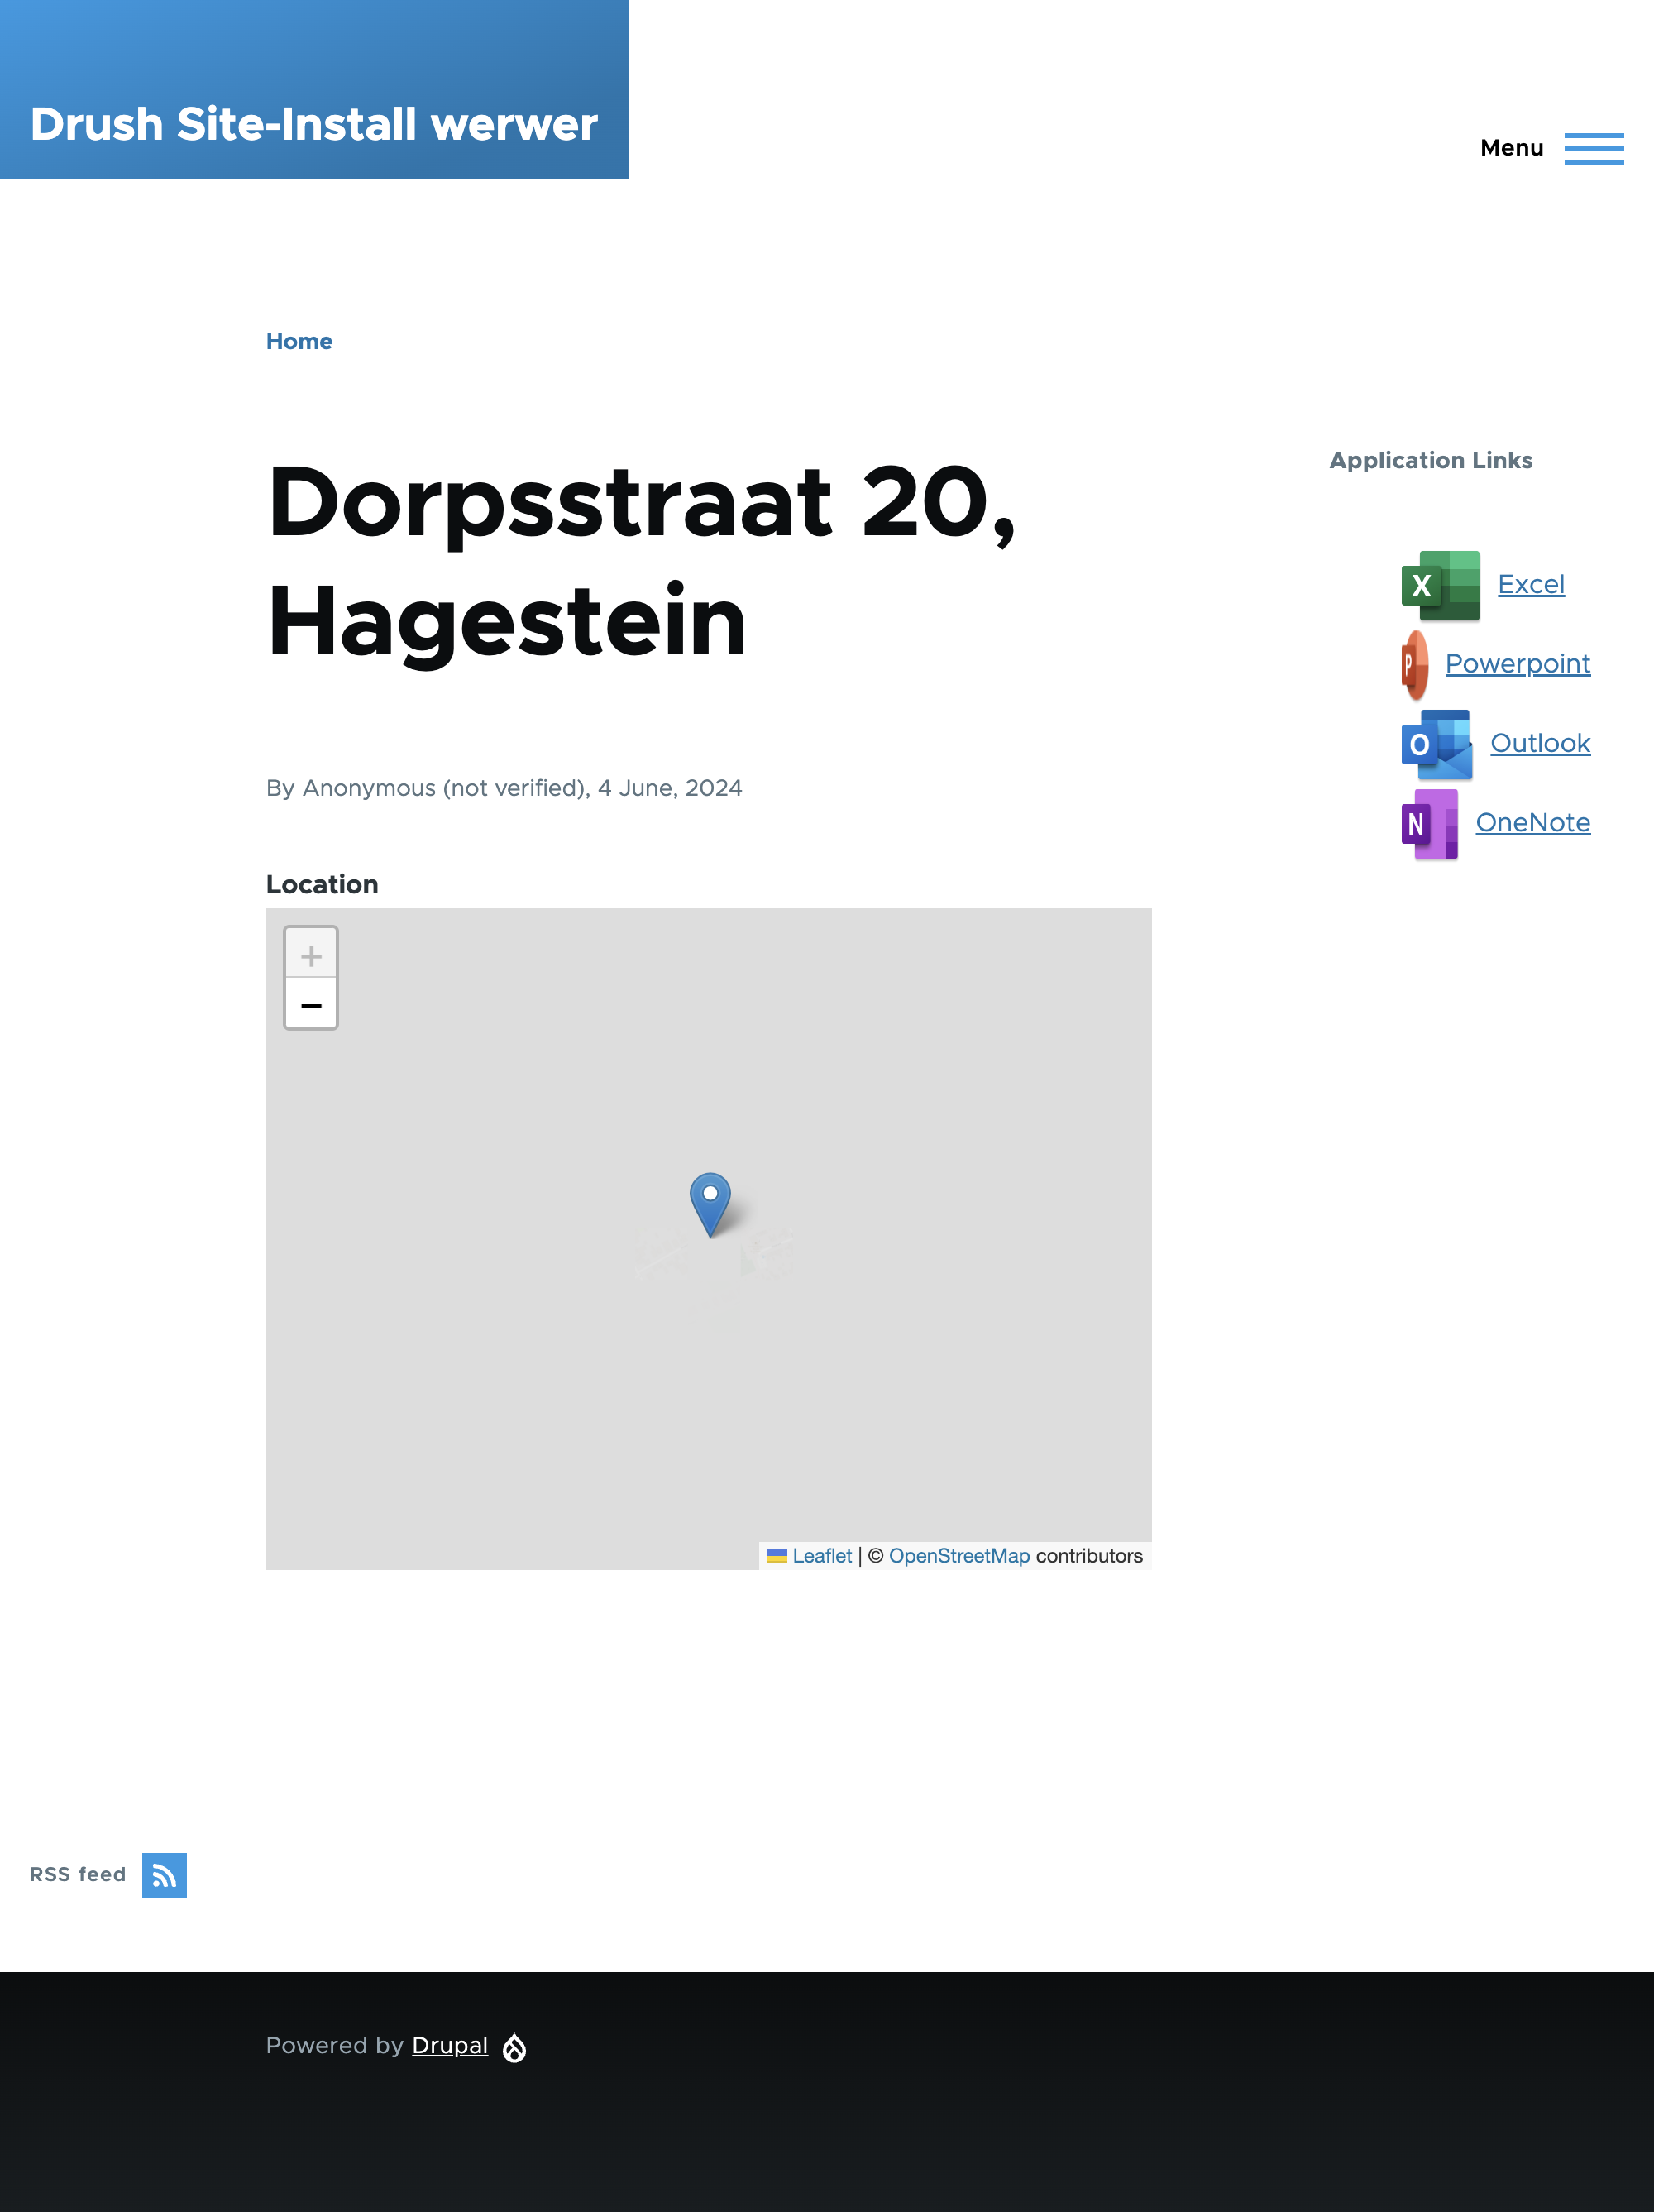 Drush Site-Install werwer
Menu
Home
Dorpsstraat 20,
Hagestein
By Anonymous (not verified), 4 June, 2024
Location
+
−
Leaflet | © OpenStreetMap contributors
Application Links
X Excel
P Powerpoint
O Outlook
N OneNote
RSS feed
Powered by Drupal